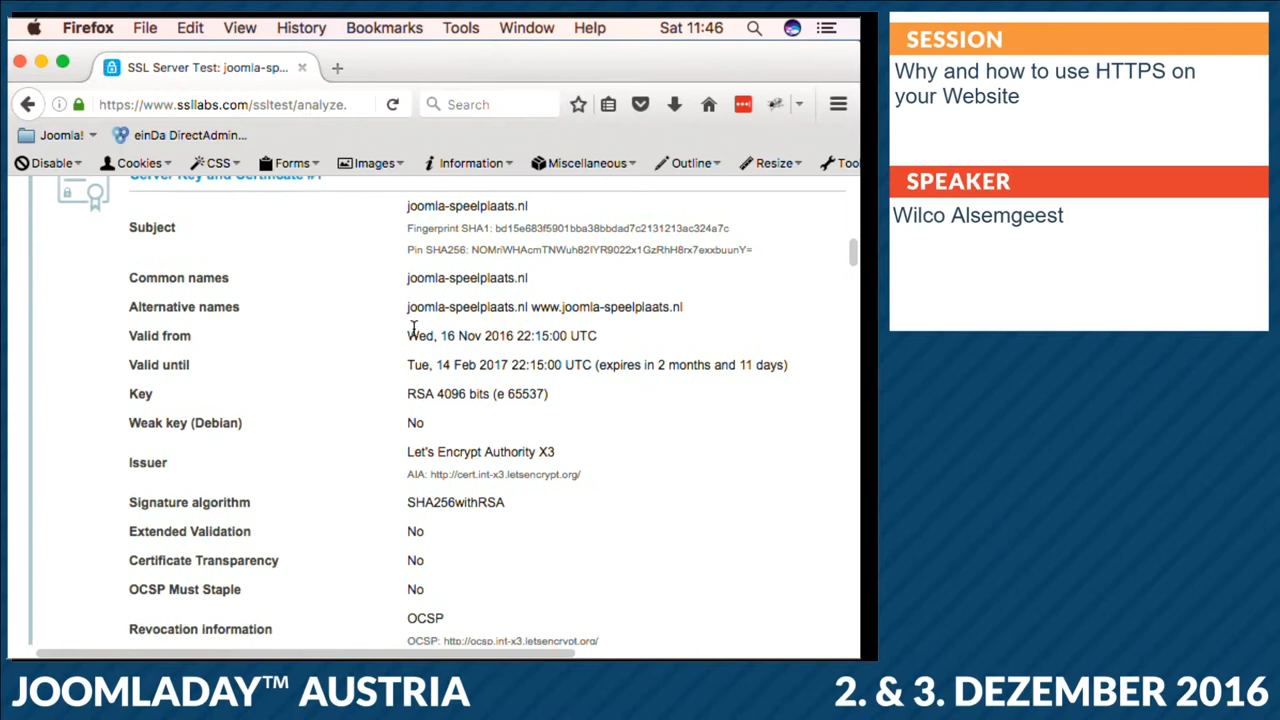 Firefox File Edit View History Bookmarks Tools Window Help Sat 11:46
SSL Server Test: joomla-sp...
https://www.ssllabs.com/ssltest/analyze. Search
Joomla! einDa DirectAdmin...
Disable Cookies CSS Forms Images Information Miscellaneous Outline Resize Too
Server Key and Certificate #1
Subject
joomla-speelplaats.nl
Fingerprint SHA1: bd15e683f5901bba38bbdad7c2131213ac324a7c
Pin SHA256: NOMriWHAcmTNWuh82IYR9022x1GzRhH8rx7exxbuunY=
Common names joomla-speelplaats.nl
Alternative names joomla-speelplaats.nl www.joomla-speelplaats.nl
Valid from Wed, 16 Nov 2016 22:15:00 UTC
Valid until Tue, 14 Feb 2017 22:15:00 UTC (expires in 2 months and 11 days)
Key RSA 4096 bits (e 65537)
Weak key (Debian) No
Issuer
Let's Encrypt Authority X3
AIA: http://cert.int-x3.letsencrypt.org/
Signature algorithm SHA256withRSA
Extended Validation No
Certificate Transparency No
OCSP Must Staple No
Revocation information
OCSP
OCSP: http://ocsp.int-x3.letsencrypt.org/
SESSION
Why and how to use HTTPS on
your Website
SPEAKER
Wilco Alsemgeest
JOOMLADAY™ AUSTRIA 2. & 3. DEZEMBER 2016